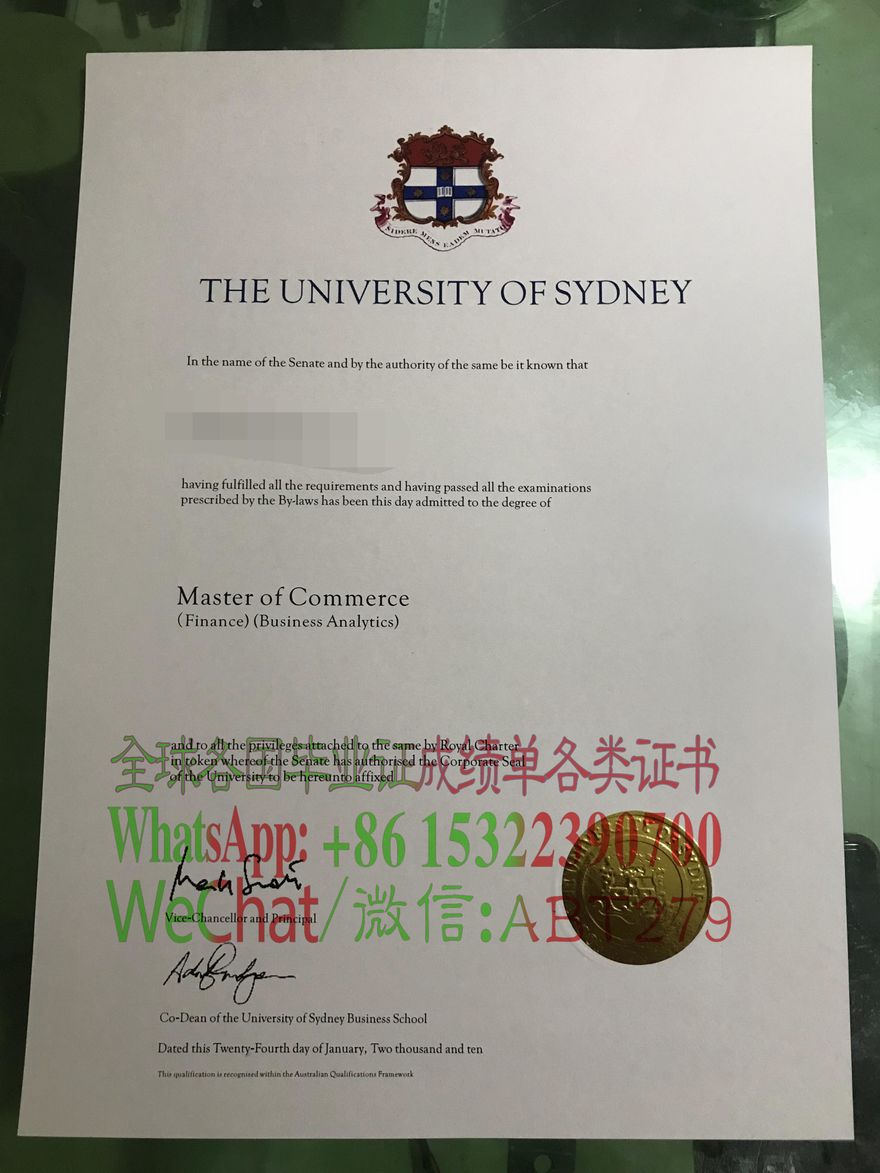 SIDERE MENS EADEM MUTATO
THE UNIVERSITY OF SYDNEY
In the name of the Senate and by the authority of the same be it known that
having fulfilled all the requirements and having passed all the examinations
prescribed by the By-laws has been this day admitted to the degree of
Master of Commerce
(Finance) (Business Analytics)
and to all the privileges attached to the same by Royal Charter
in token whereof the Senate has authorised the Corporate Seal
of the University to be hereunto affixed
全球各国毕业证成绩单各类证书
WhatsApp: +86 15322390700
WeChat/微信:ABT279
Vice-Chancellor and Principal
Co-Dean of the University of Sydney Business School
Dated this Twenty-Fourth day of January, Two thousand and ten
This qualification is recognised within the Australian Qualifications Framework